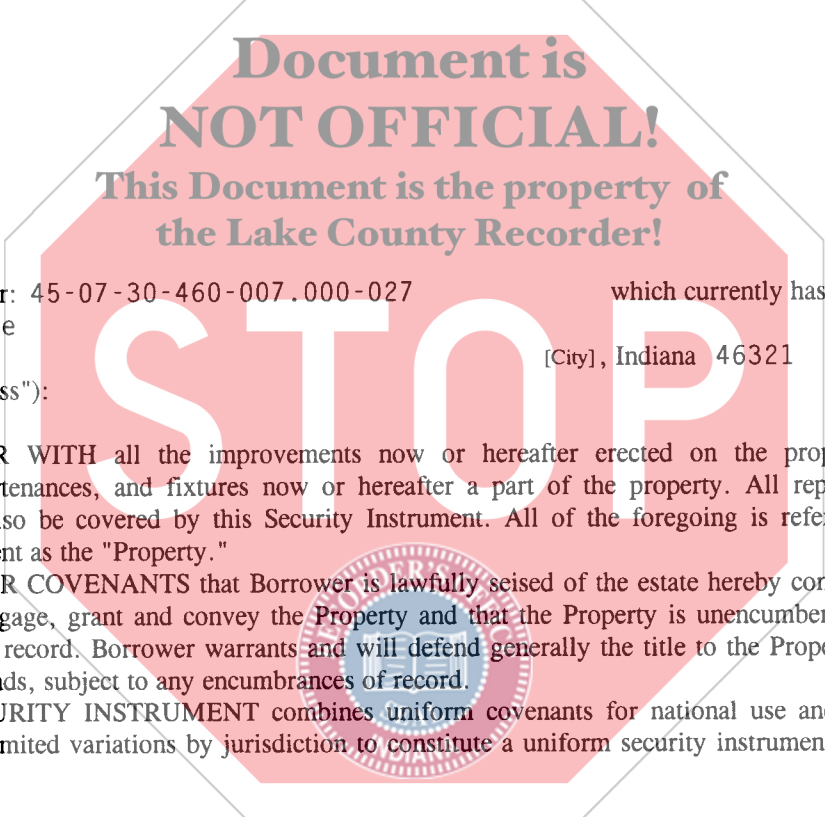 Document is
NOT OFFICIAL!
This Document is the property of
the Lake County Recorder!
r: 45-07-30-460-007.000-027 which currently has
e
[City], Indiana 46321
ss"):
STOP
R WITH all the improvements now or hereafter erected on the prop
tenances, and fixtures now or hereafter a part of the property. All rep
so be covered by this Security Instrument. All of the foregoing is refe
nt as the "Property."
R COVENANTS that Borrower is lawfully seised of the estate hereby con
gage, grant and convey the Property and that the Property is unencumber
record. Borrower warrants and will defend generally the title to the Prope
ds, subject to any encumbrances of record.
URITY INSTRUMENT combines uniform covenants for national use an
mited variations by jurisdiction to constitute a uniform security instrumen
INDIANA